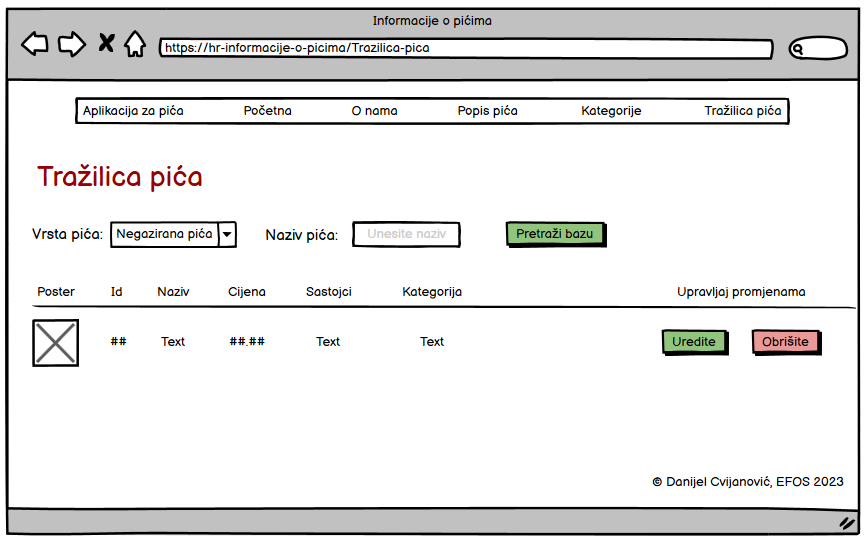 Informacije o pićima
https://hr-informacije-o-picima/Trazilica-pica
Aplikacija za pića Početna O nama Popis pića Kategorije Tražilica pića
Tražilica pića
Vrsta pića: Negazirana pića Naziv pića: Unesite naziv Pretraži bazu
Poster Id Naziv Cijena Sastojci Kategorija Upravljaj promjenama
## Text ##.## Text Text Uredite Obrišite
© Danijel Cvijanović, EFOS 2023